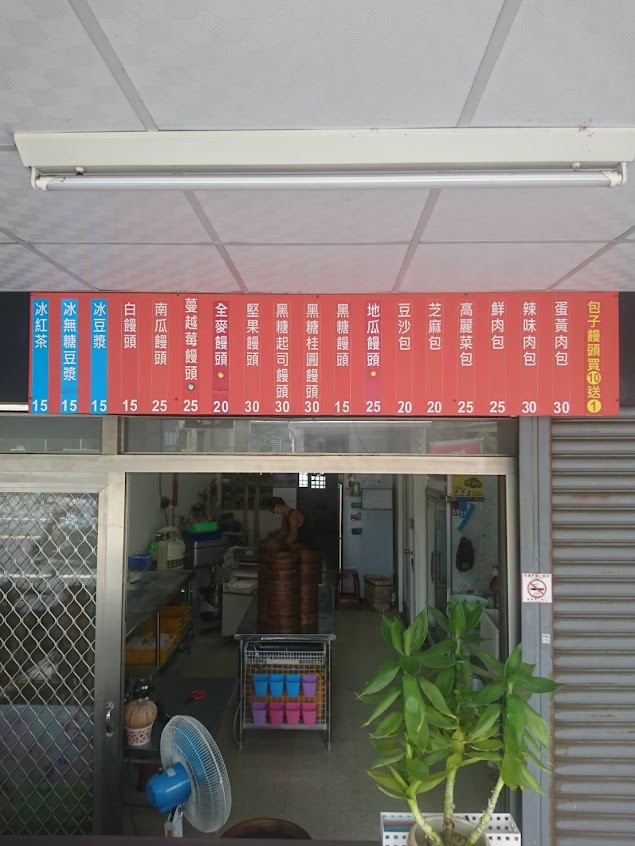 包子饅頭買10送1
蛋黃肉包 30
辣味肉包 30
鮮肉包 25
高麗菜包 25
芝麻包 20
豆沙包 20
地瓜饅頭 25
黑糖饅頭 15
黑糖桂圓饅頭 30
黑糖起司饅頭 30
堅果饅頭 30
全麥饅頭 20
蔓越莓饅頭 25
南瓜饅頭 25
白饅頭 15
冰豆漿 15
冰無糖豆漿 15
冰紅茶 15